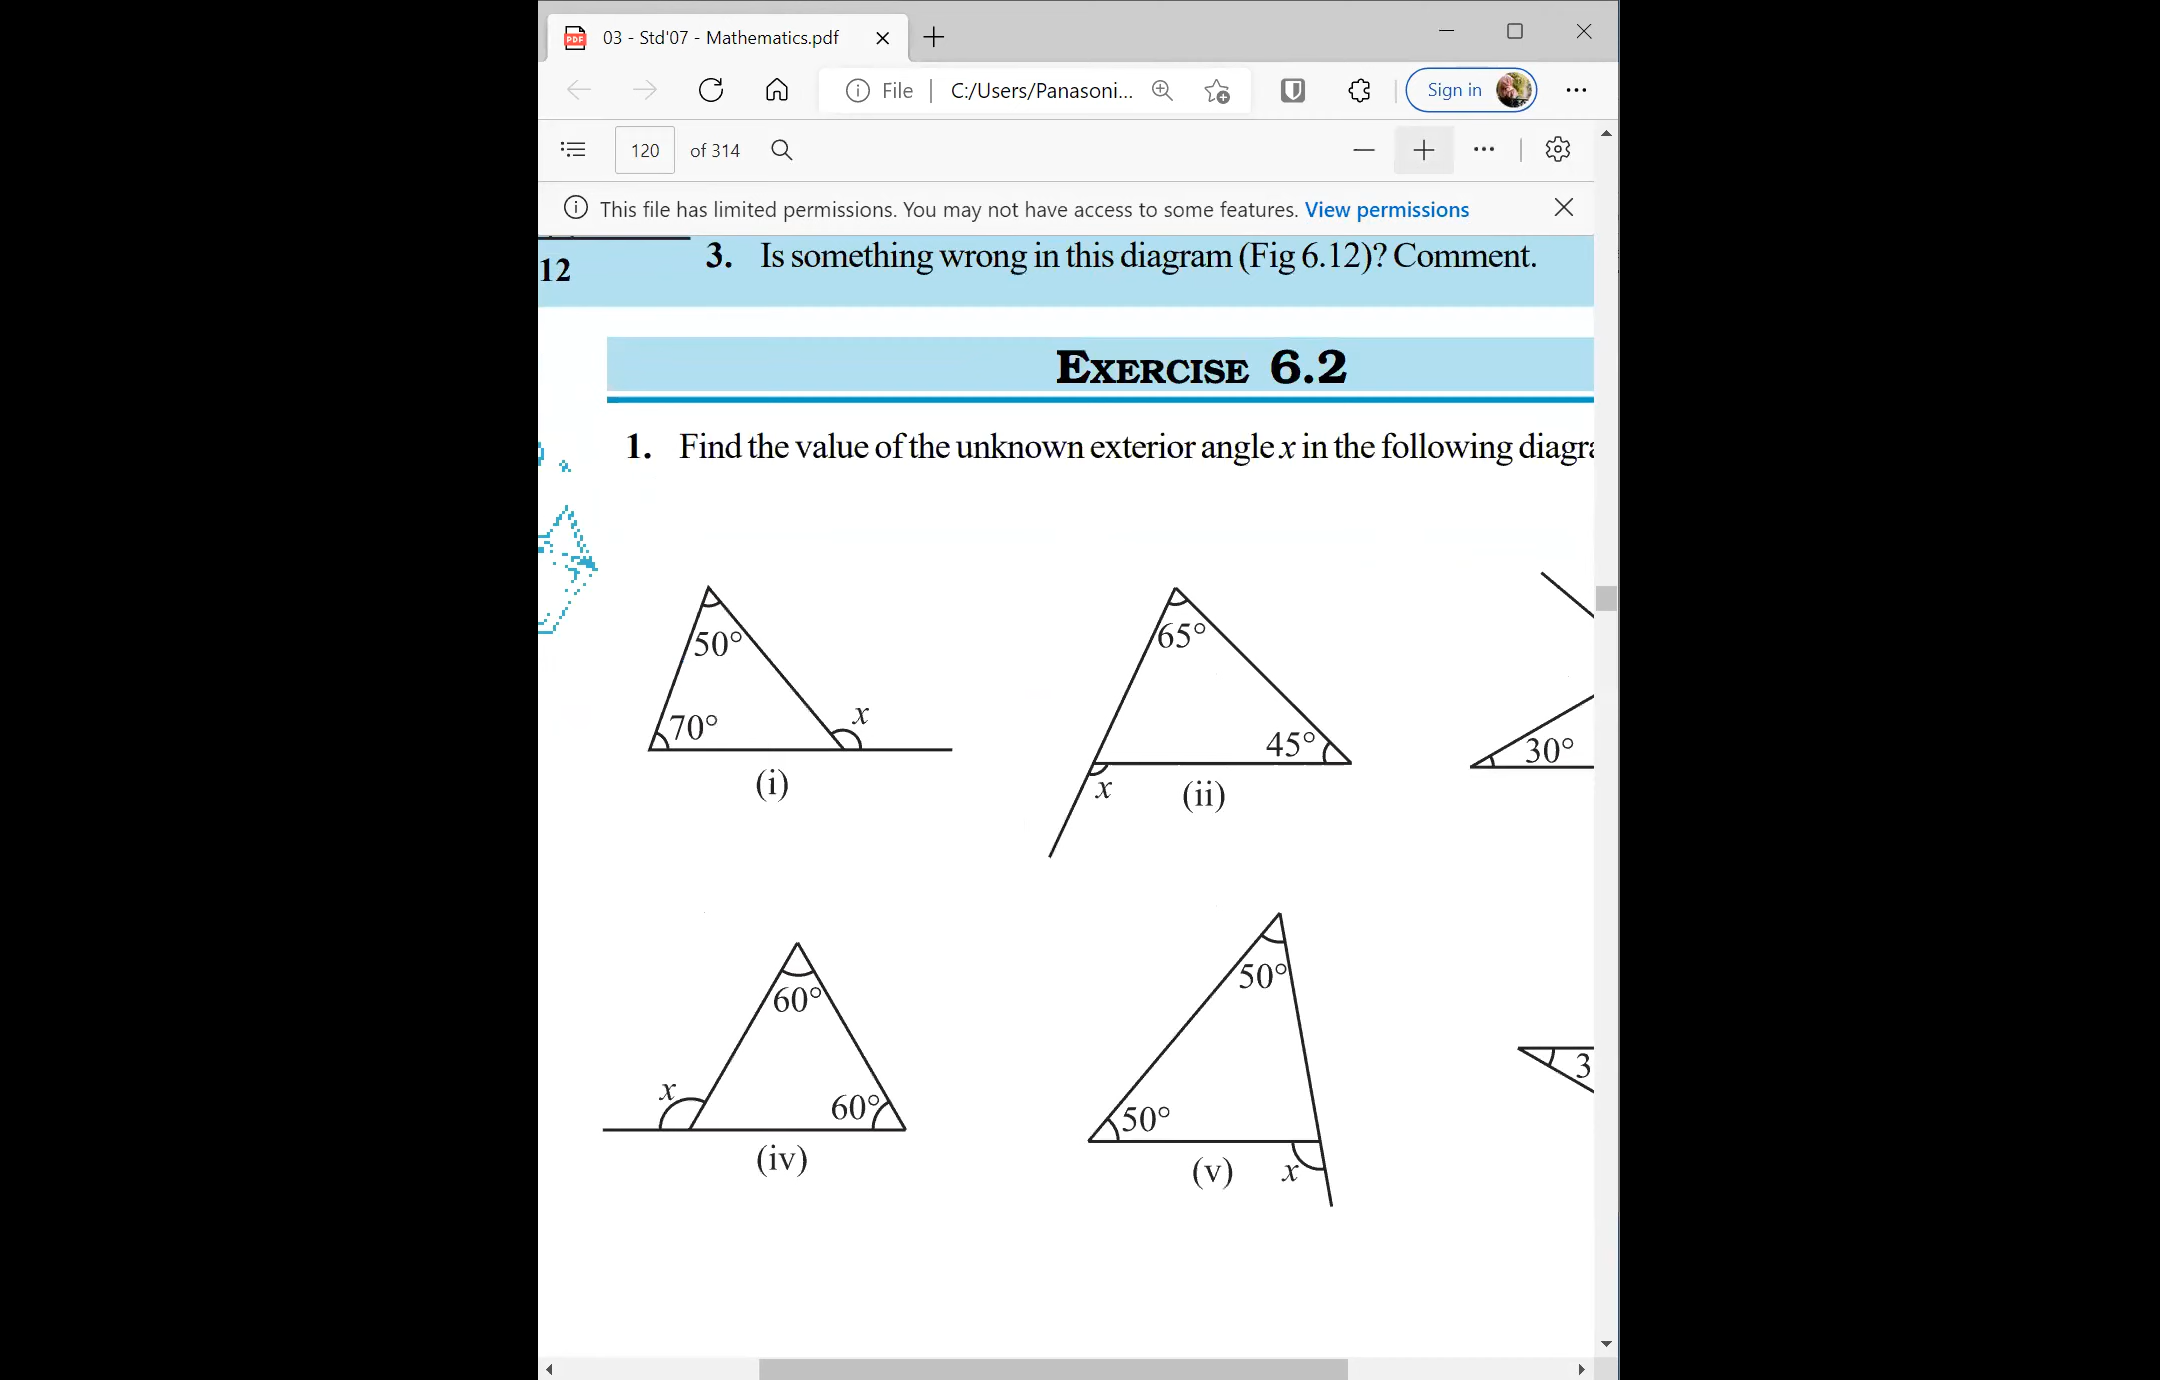 03 - Std'07 - Mathematics.pdf
File C:/Users/Panasoni... Sign in
120 of 314
This file has limited permissions. You may not have access to some features. View permissions
12
3. Is something wrong in this diagram (Fig 6.12)? Comment.
EXERCISE 6.2
1. Find the value of the unknown exterior angle x in the following diagra
50°
70°
x
(i)
65°
45°
x
(ii)
30°
60°
x
60°
(iv)
50°
50°
(v)
x
3